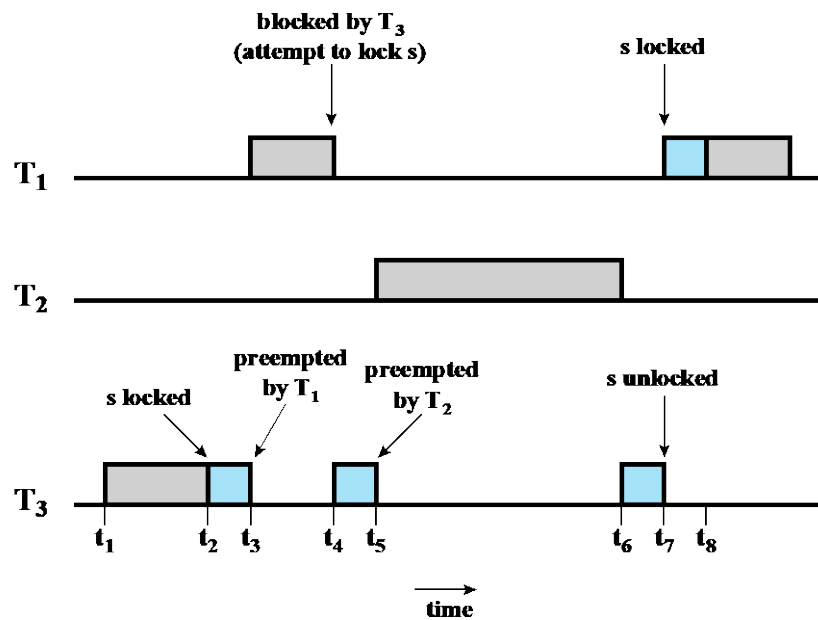 blocked by T3
(attempt to lock s)
s locked
T1
T2
preempted
by T1
preempted
by T2
s locked
s unlocked
T3
t1 t2 t3 t4 t5 t6 t7 t8
time